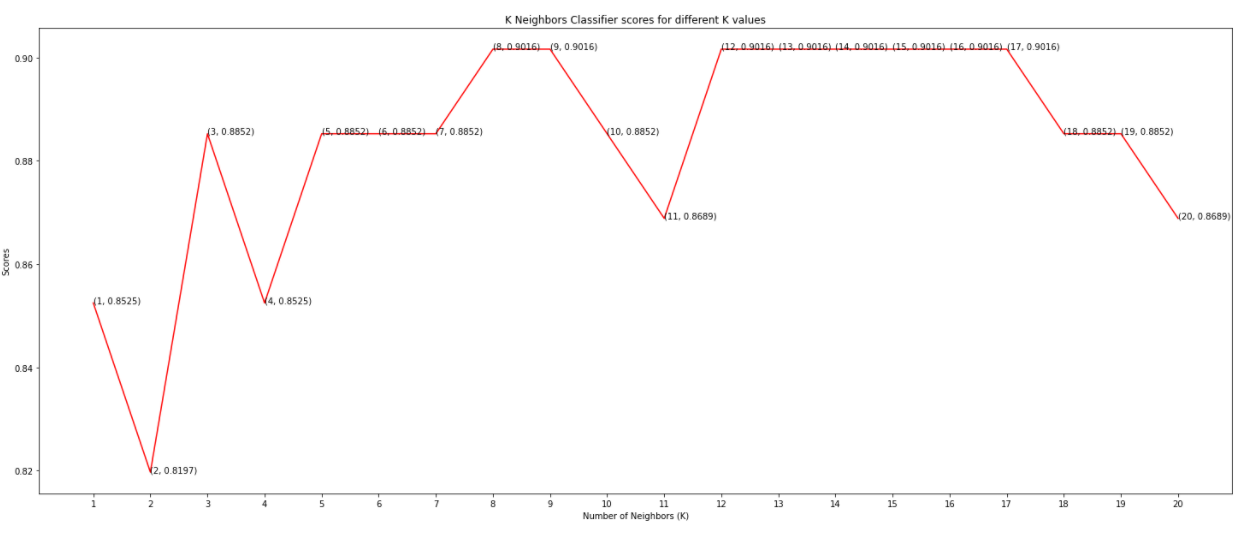 K Neighbors Classifier scores for different K values
(8, 0.9016) (9, 0.9016) (12, 0.9016) (13, 0.9016) (14, 0.9016) (15, 0.9016) (16, 0.9016) (17, 0.9016)
0.90
(3, 0.8852) (5, 0.8852) (6, 0.8852) (7, 0.8852) (10, 0.8852) (18, 0.8852) (19, 0.8852)
0.88
(11, 0.8689) (20, 0.8689)
0.86
Scores
(1, 0.8525) (4, 0.8525)
0.84
0.82
(2, 0.8197)
1 2 3 4 5 6 7 8 9 10 11 12 13 14 15 16 17 18 19 20
Number of Neighbors (K)